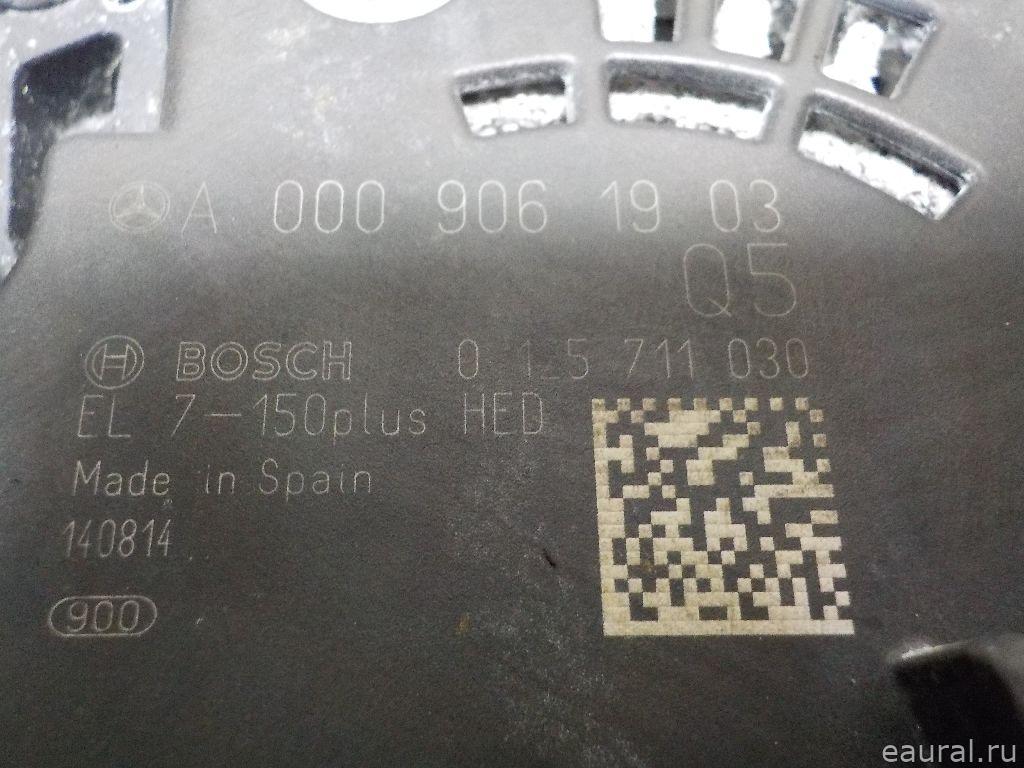 A 000 906 19 03
Q5
BOSCH 0 125 711 030
EL 7-150plus HED
Made in Spain
140814
900
eaural.ru